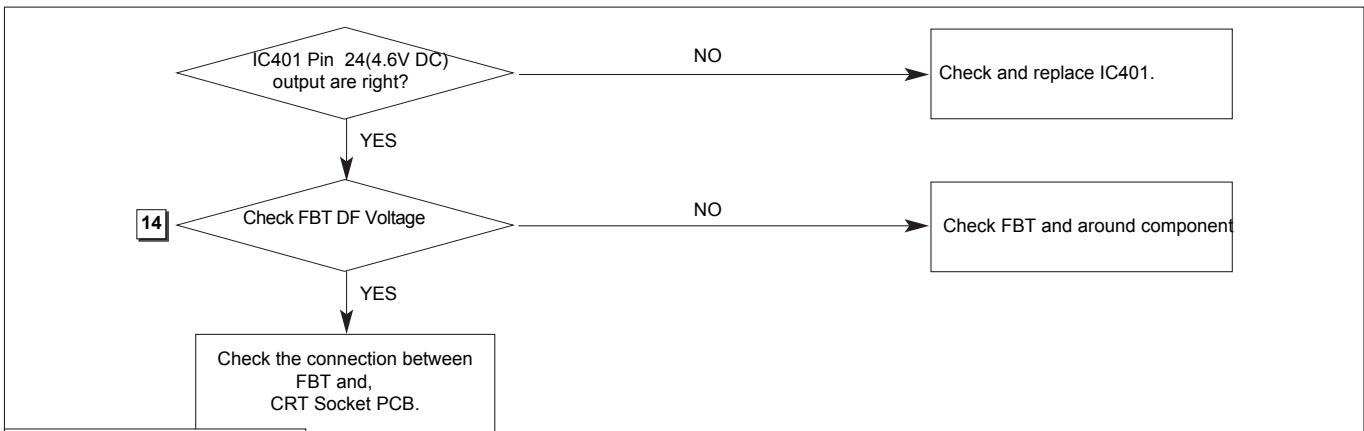 IC401 Pin 24(4.6V DC)
output are right?
NO
Check and replace IC401.
YES
14
Check FBT DF Voltage
NO
Check FBT and around component
YES
Check the connection between
FBT and,
CRT Socket PCB.